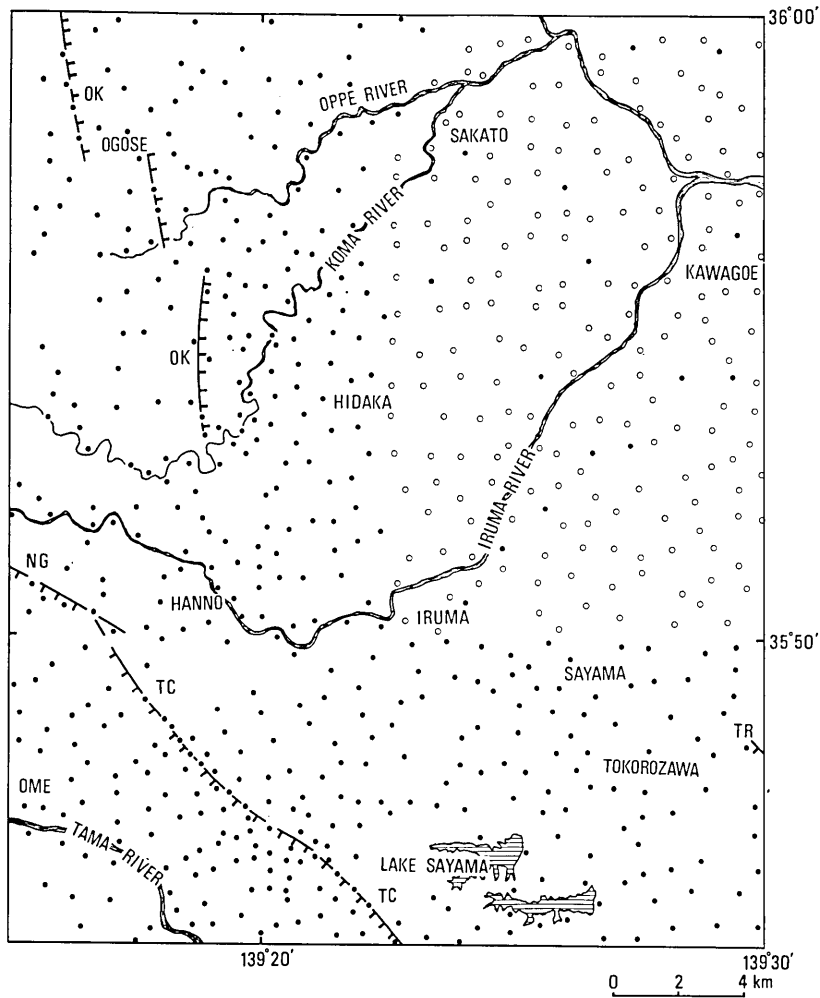 36°00'
OK
OPPE RIVER
OGOSE
SAKATO
KOMA-RIVER
KAWAGOE
OK
HIDAKA
IRUMA-RIVER
NG
HANNO
IRUMA
35°50'
SAYAMA
TC
TR
TOKOROZAWA
OME
TAMA-RIVER
LAKE SAYAMA
TC
139°20'
139°30'
0 2 4 km